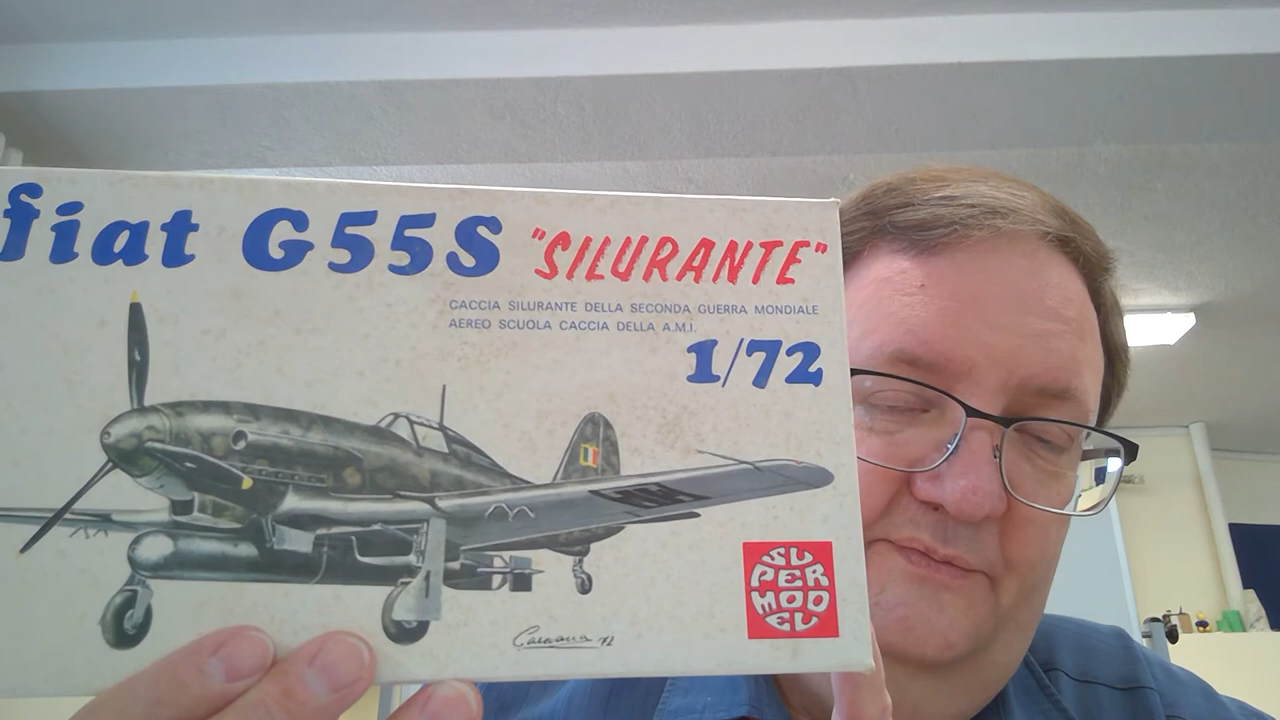 fiat G55S "SILURANTE"
CACCIA SILURANTE DELLA SECONDA GUERRA MONDIALE
AEREO SCUOLA CACCIA DELLA A.M.I.
1/72
SU
PER
MOD
EL